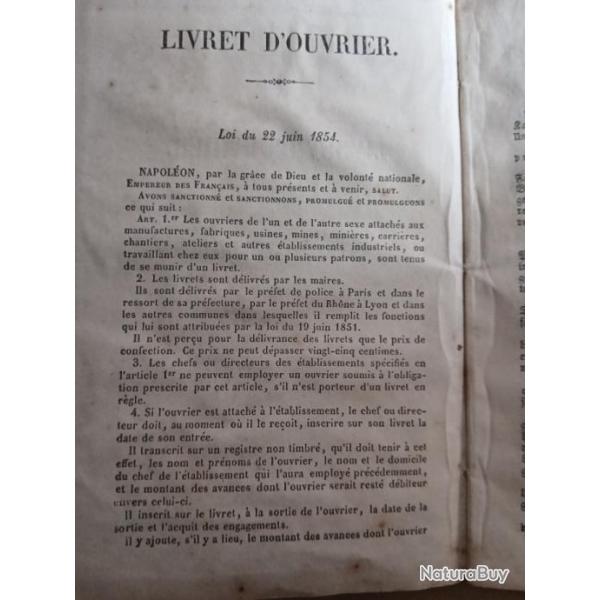 LIVRET D'OUVRIER.
Loi du 22 juin 1854.
NAPOLÉON, par la grâce de Dieu et la volonté nationale,
EMPEREUR DES FRANÇAIS, à tous présents et à venir, SALUT.
AVONS SANCTIONNÉ et SANCTIONNONS, PROMULGUÉ et PROMULGUONS
ce qui suit :
ART. 1.er Les ouvriers de l'un et de l'autre sexe attachés aux
manufactures, fabriques, usines, mines, minières, carrières,
chantiers, ateliers et autres établissements industriels, ou
travaillant chez eux pour un ou plusieurs patrons, sont tenus
de se munir d'un livret.
2. Les livrets sont délivrés par les maires.
Ils sont délivrés par le préfet de police à Paris et dans le
ressort de sa préfecture, par le préfet du Rhône à Lyon et dans
les autres communes dans lesquelles il remplit les fonctions
qui lui sont attribuées par la loi du 19 juin 1851.
Il n'est perçu pour la délivrance des livrets que le prix de
confection. Ce prix ne peut dépasser vingt-cinq centimes.
3. Les chefs ou directeurs des établissements spécifiés en
l'article 1er ne peuvent employer un ouvrier soumis à l'obliga-
tion prescrite par cet article, s'il n'est porteur d'un livret en
règle.
4. Si l'ouvrier est attaché à l'établissement, le chef ou direc-
teur doit, au moment où il le reçoit, inscrire sur son livret
la date de son entrée.
Il transcrit sur un registre non timbré, qu'il doit tenir à cet
effet, les nom et prénoms de l'ouvrier, le nom et le domicile
du chef de l'établissement qui l'aura employé précédemment,
et le montant des avances dont l'ouvrier serait resté débiteur
envers celui-ci.
Il inscrit sur le livret, à la sortie de l'ouvrier, la date de la
sortie et l'acquit des engagements.
il y ajoute, s'il y a lieu, le montant des avances dont l'ouvrier
NaturaBuy